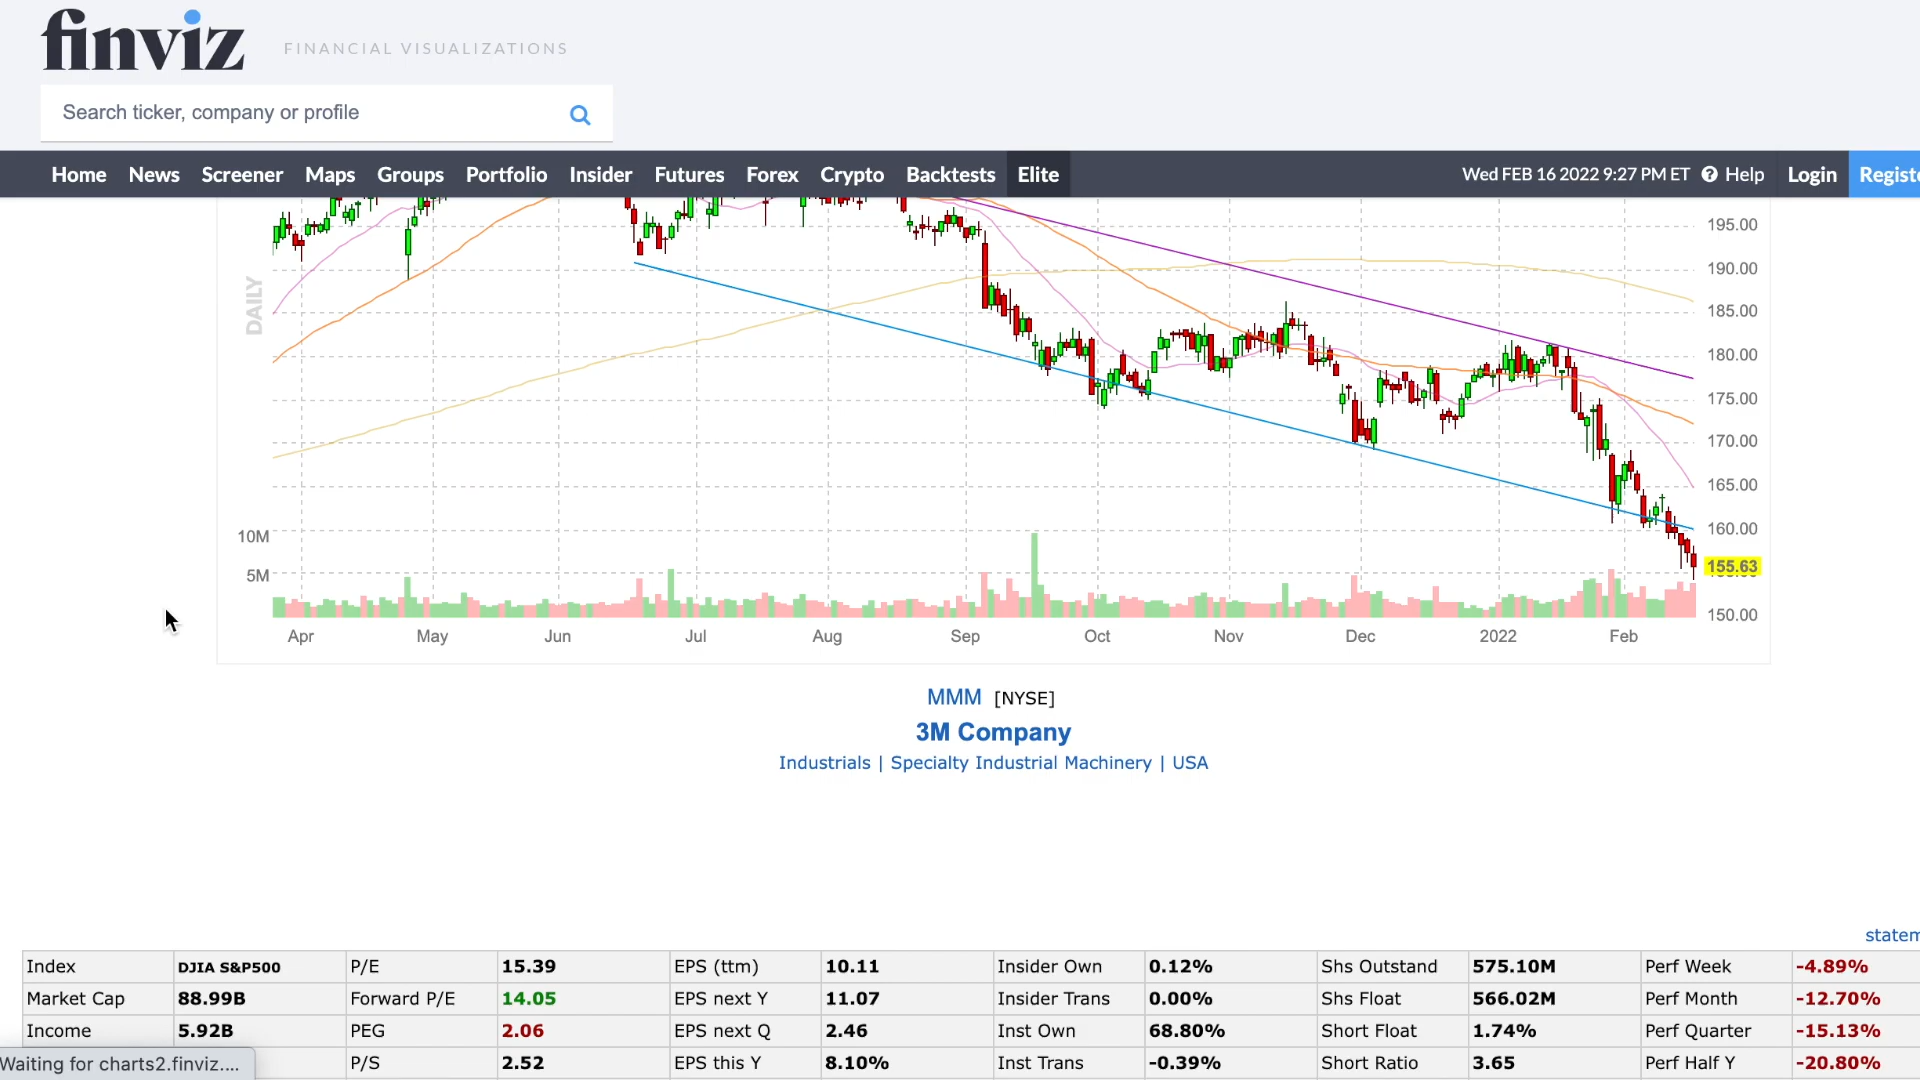 finviz FINANCIAL VISUALIZATIONS
Search ticker, company or profile
Home News Screener Maps Groups Portfolio Insider Futures Forex Crypto Backtests Elite Wed FEB 16 2022 9:27 PM ET ? Help Login Registe
195.00
190.00
DAILY
185.00
180.00
175.00
170.00
165.00
160.00
10M
155.63
5M
150.00
Apr May Jun Jul Aug Sep Oct Nov Dec 2022 Feb
MMM [NYSE]
3M Company
Industrials | Specialty Industrial Machinery | USA
statem
Index DJIA S&P500 P/E 15.39 EPS (ttm) 10.11 Insider Own 0.12% Shs Outstand 575.10M Perf Week -4.89%
Market Cap 88.99B Forward P/E 14.05 EPS next Y 11.07 Insider Trans 0.00% Shs Float 566.02M Perf Month -12.70%
Income 5.92B PEG 2.06 EPS next Q 2.46 Inst Own 68.80% Short Float 1.74% Perf Quarter -15.13%
Waiting for charts2.finviz.... P/S 2.52 EPS this Y 8.10% Inst Trans -0.39% Short Ratio 3.65 Perf Half Y -20.80%